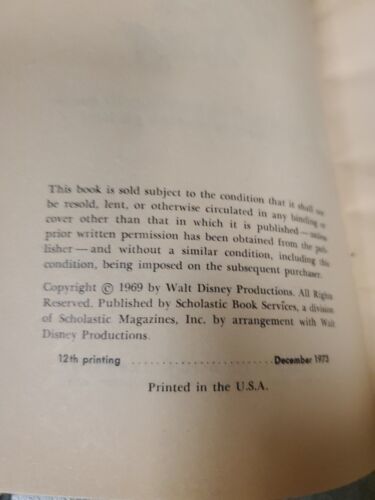 This book is sold subject to the condition that it shall not
be resold, lent, or otherwise circulated in any binding or
cover other than that in which it is published — unless
prior written permission has been obtained from the pub-
lisher — and without a similar condition, including this
condition, being imposed on the subsequent purchaser.
Copyright © 1969 by Walt Disney Productions. All Rights
Reserved. Published by Scholastic Book Services, a division
of Scholastic Magazines, Inc. by arrangement with Walt
Disney Productions.
12th printing ........................December 1973
Printed in the U.S.A.